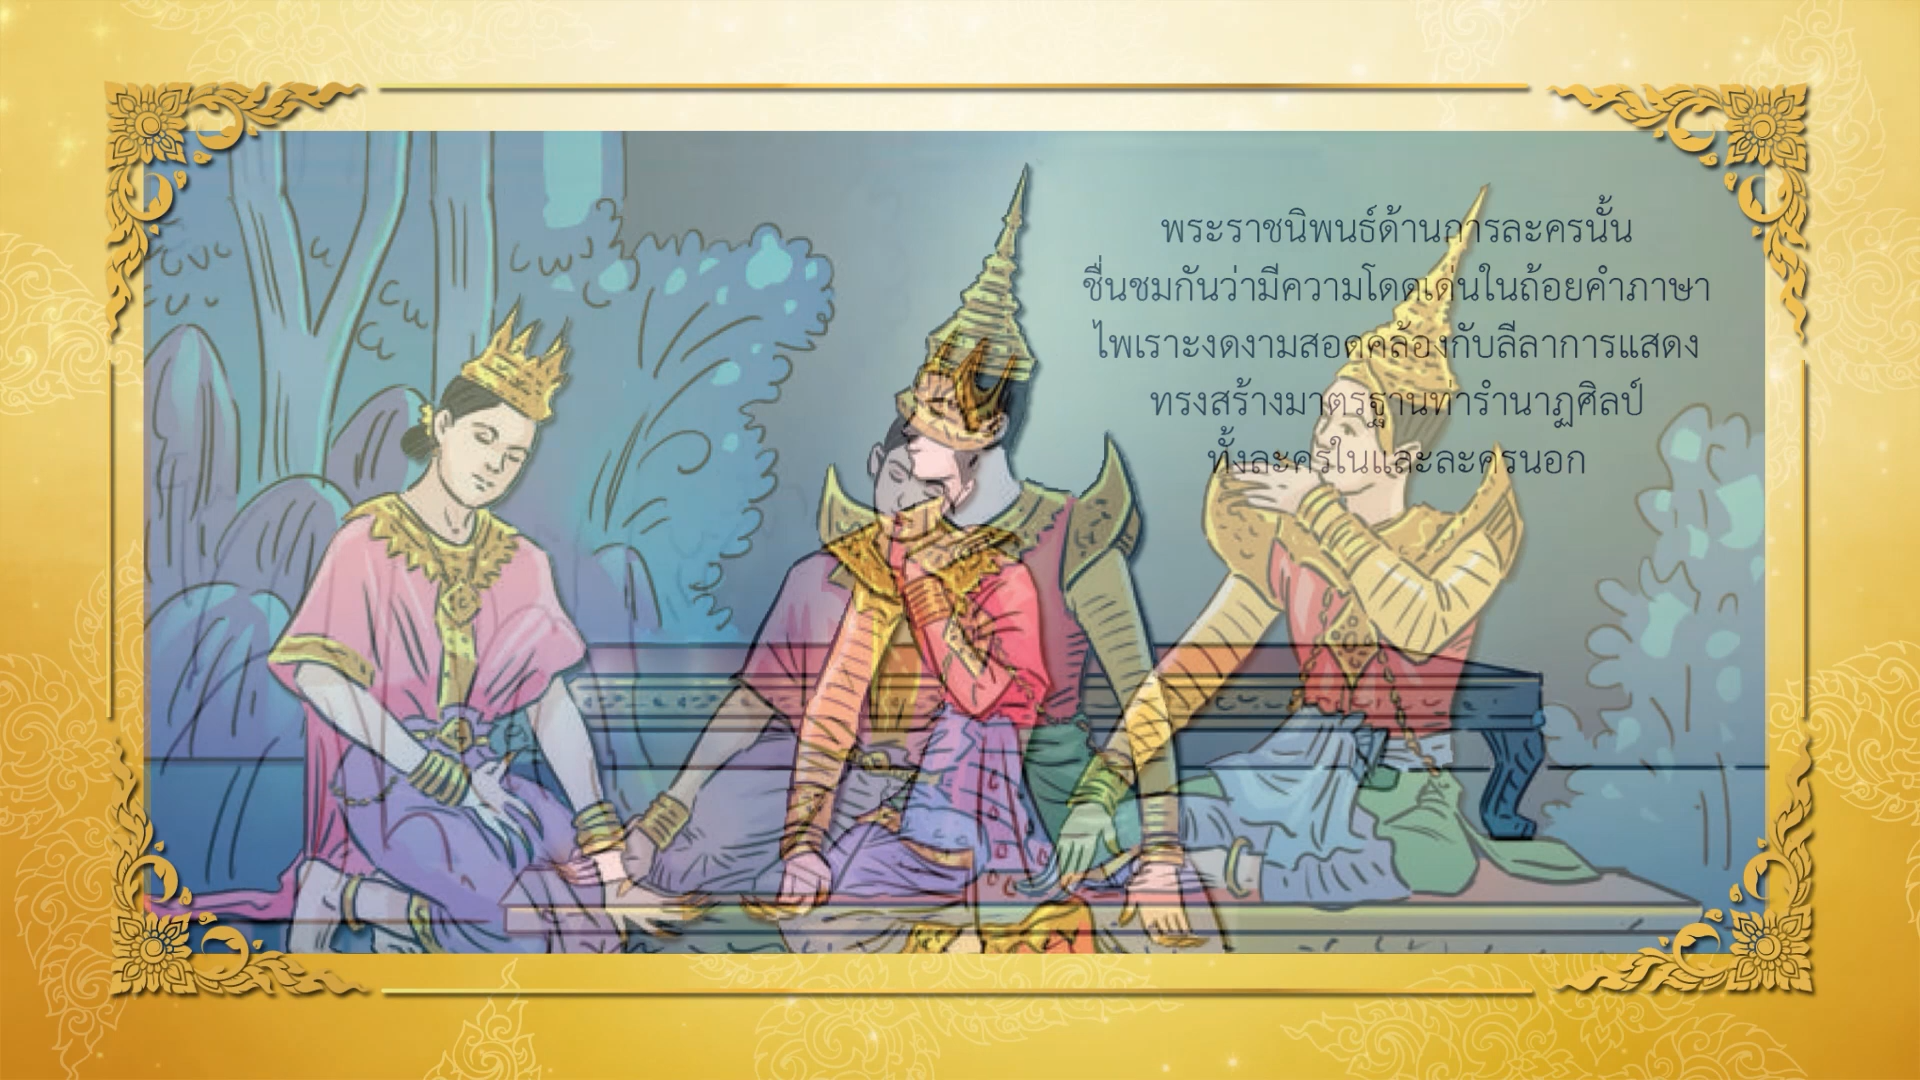 พระราชนิพนธ์ด้านการละครนั้น
ชื่นชมกันว่ามีความโดดเด่นในถ้อยคำภาษา
ไพเราะงดงามสอดคล้องกับลีลาการแสดง
ทรงสร้างมาตรฐานท่ารำนาฏศิลป์
ทั้งละครในและละครนอก